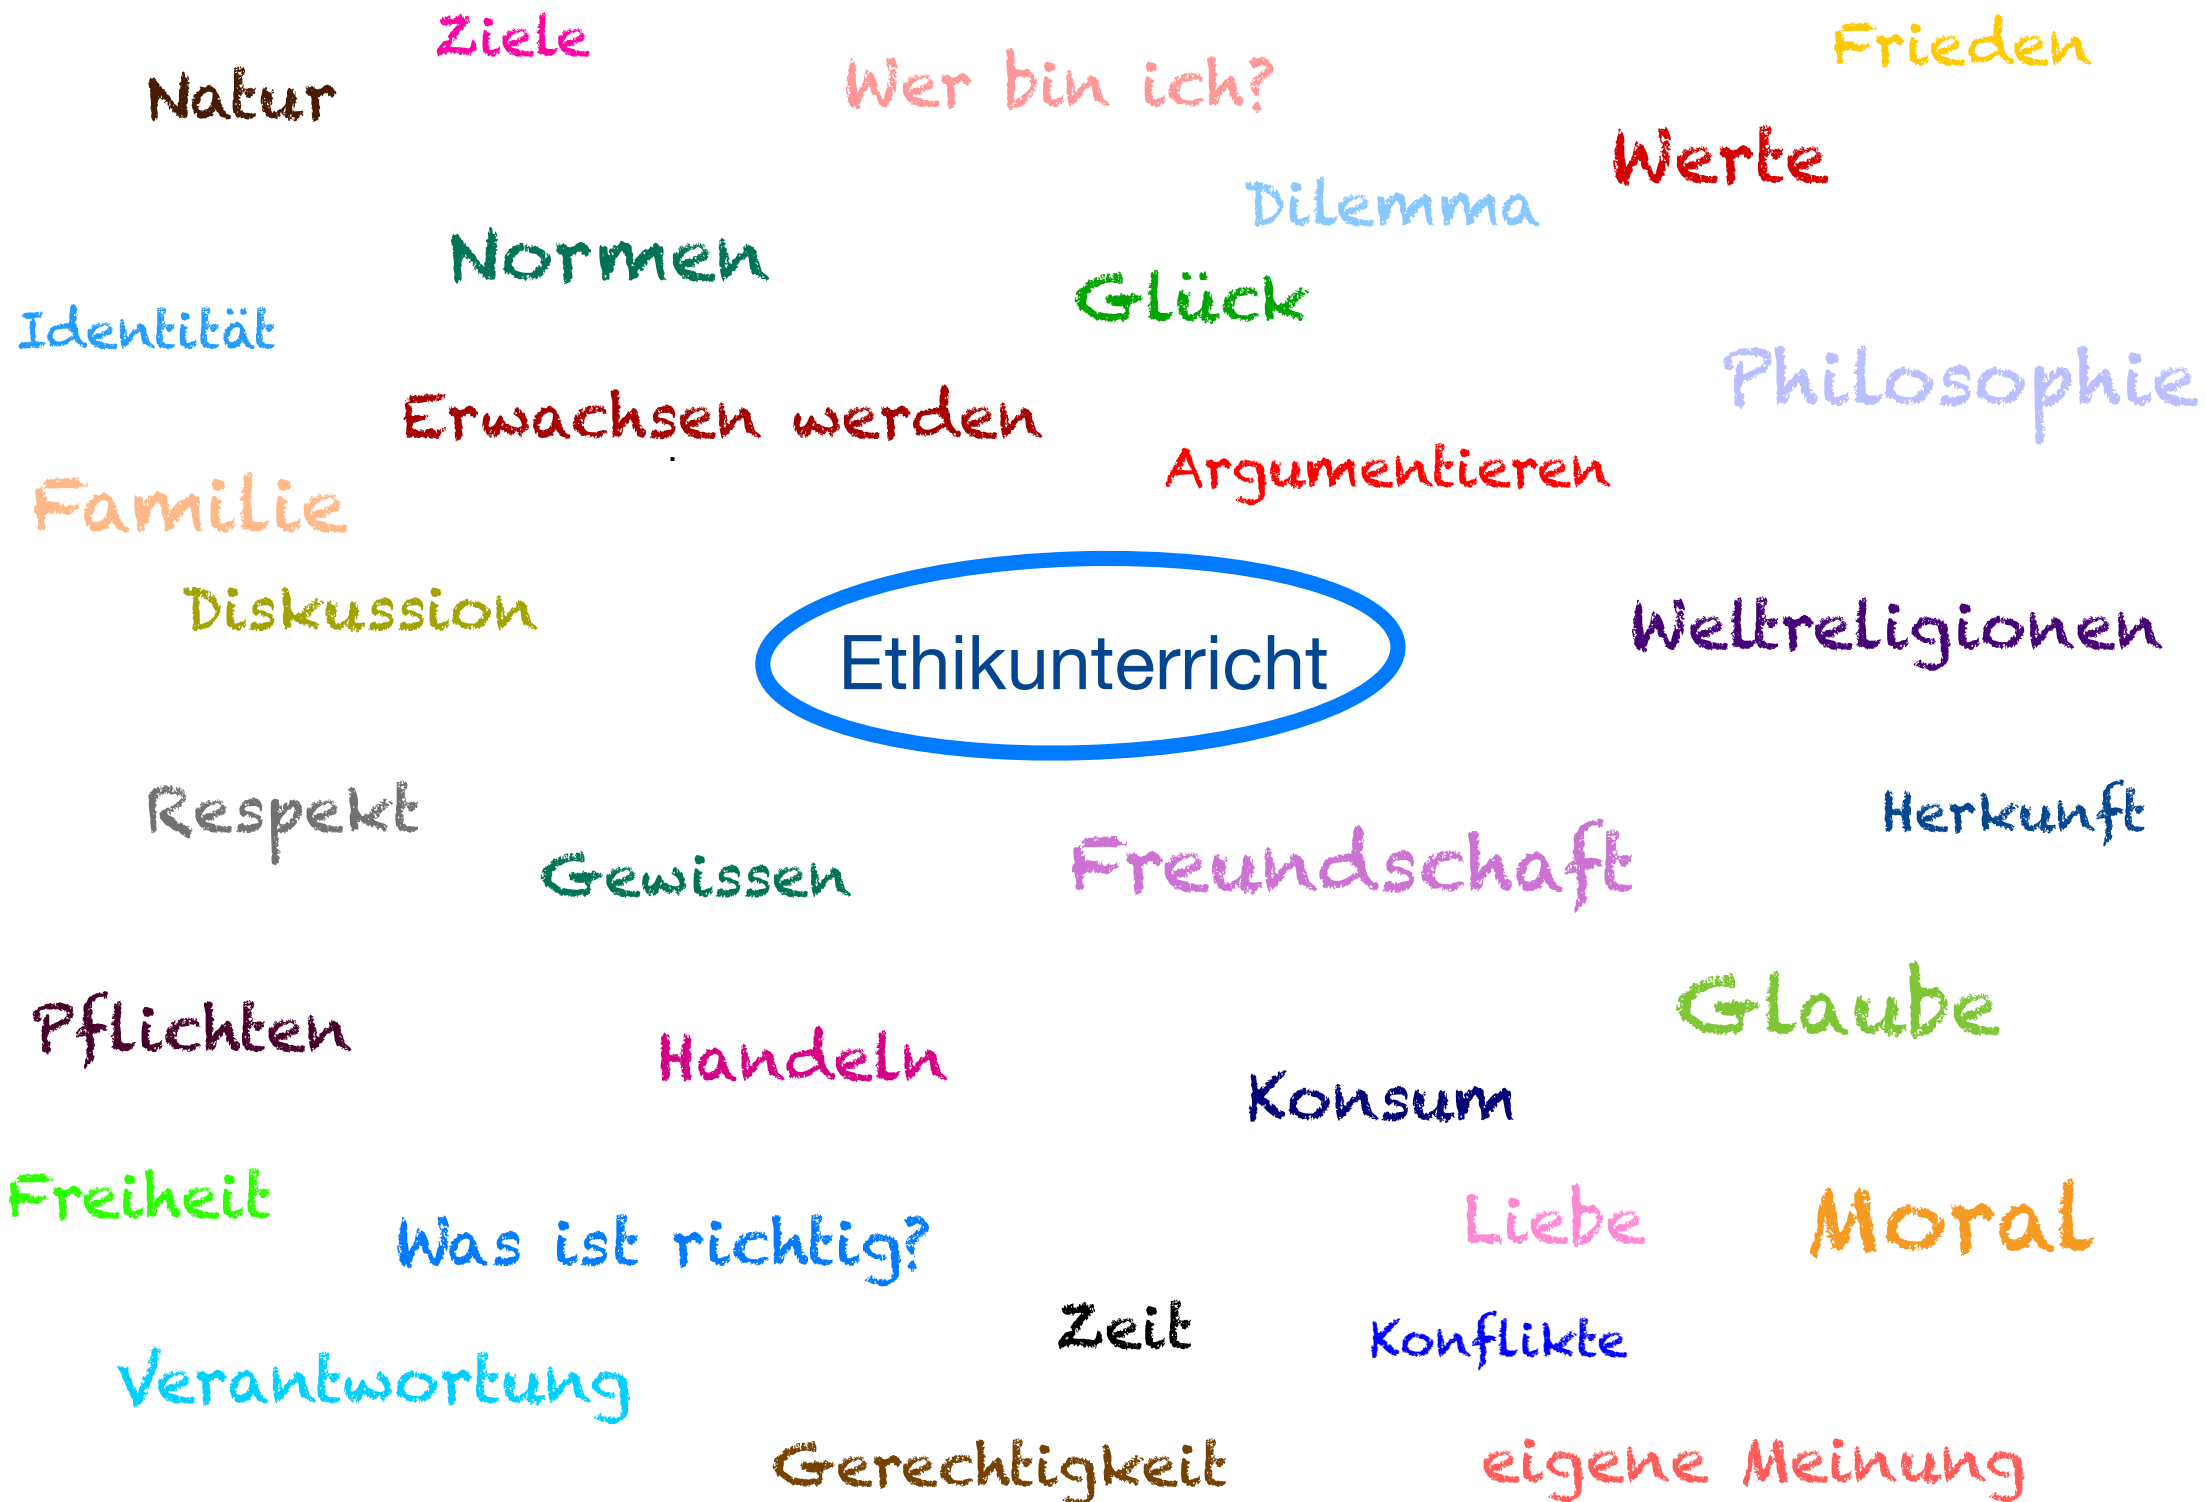 Ziele
Frieden
Wer bin ich?
Natur
Werte
Dilemma
Normen
Glück
Identität
Philosophie
Erwachsen werden
.
Argumentieren
Familie
Diskussion
Weltreligionen
Ethikunterricht
Respekt
Herkunft
Freundschaft
Gewissen
Glaube
Pflichten
Handeln
Konsum
Freiheit
Liebe
Moral
Was ist richtig?
Zeit
Konflikte
Verantwortung
Gerechtigkeit
eigene Meinung